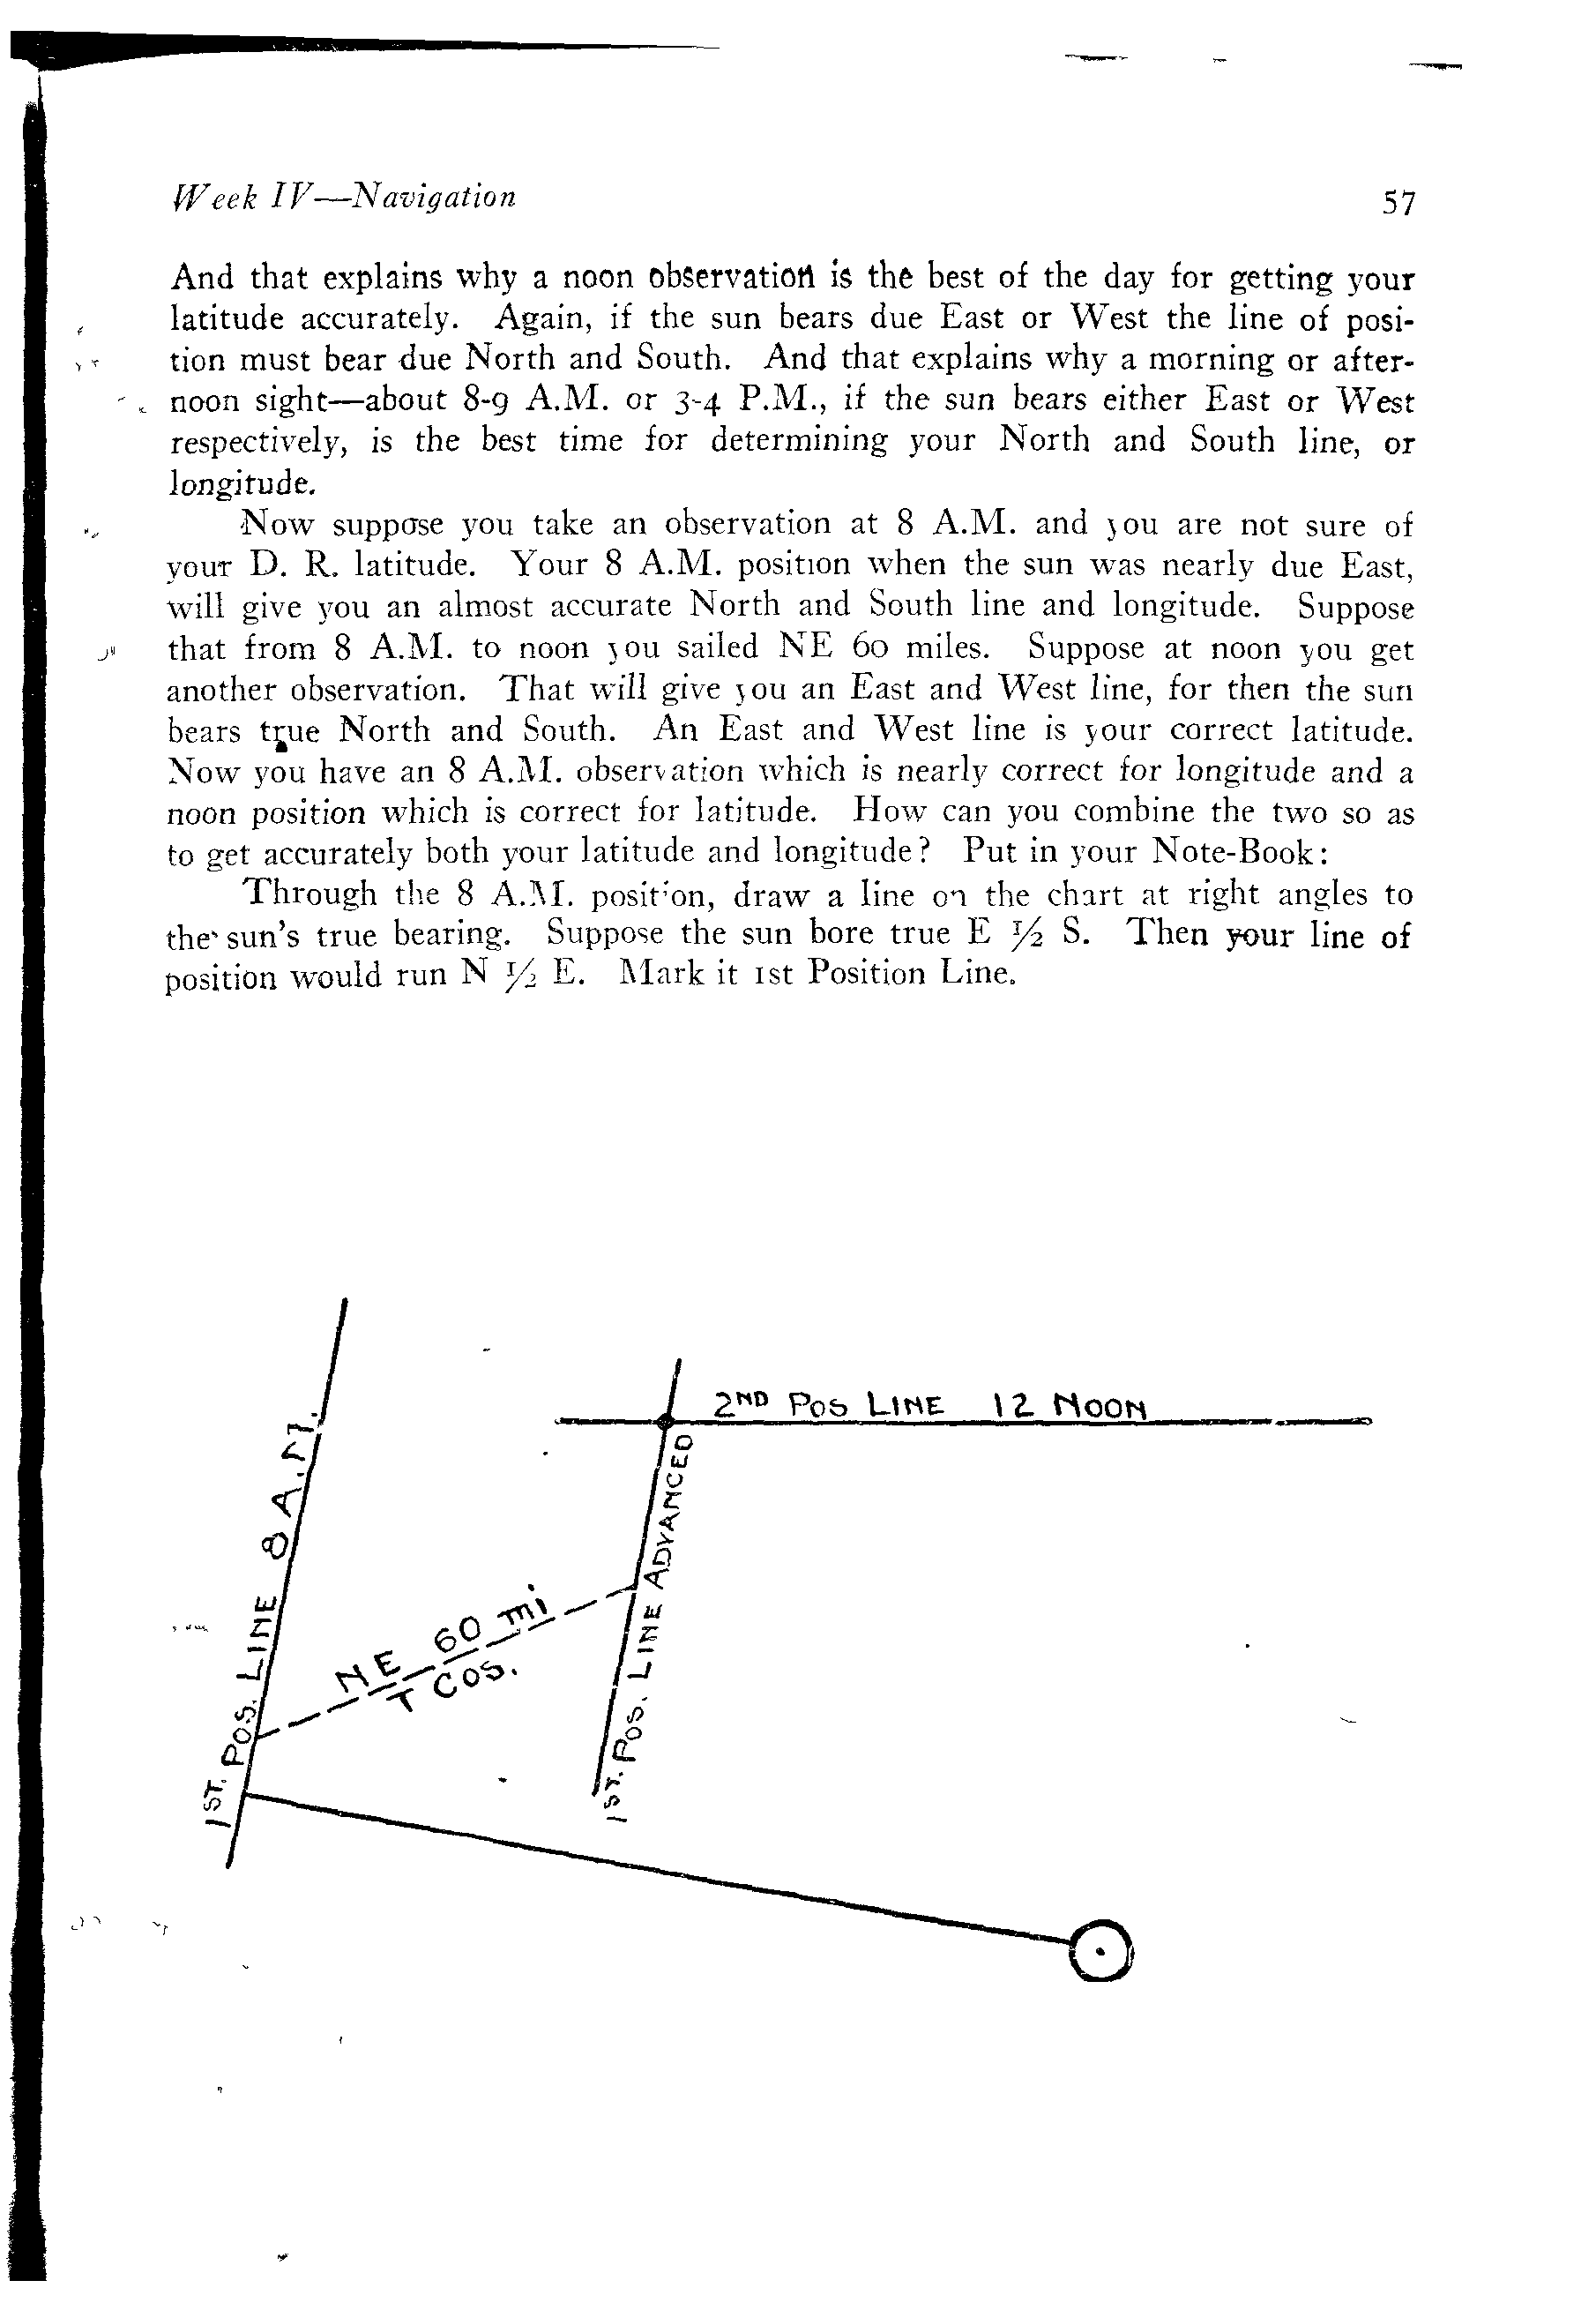 Week IV—Navigation 57
And that explains why a noon observation is the best of the day for getting your
latitude accurately. Again, if the sun bears due East or West the line of posi-
tion must bear due North and South. And that explains why a morning or after-
noon sight—about 8-9 A.M. or 3-4 P.M., if the sun bears either East or West
respectively, is the best time for determining your North and South line, or
longitude.
Now suppose you take an observation at 8 A.M. and you are not sure of
your D. R. latitude. Your 8 A.M. position when the sun was nearly due East,
will give you an almost accurate North and South line and longitude. Suppose
that from 8 A.M. to noon you sailed NE 60 miles. Suppose at noon you get
another observation. That will give you an East and West line, for then the sun
bears true North and South. An East and West line is your correct latitude.
Now you have an 8 A.M. observation which is nearly correct for longitude and a
noon position which is correct for latitude. How can you combine the two so as
to get accurately both your latitude and longitude? Put in your Note-Book:
Through the 8 A.M. position, draw a line on the chart at right angles to
the sun's true bearing. Suppose the sun bore true E ½ S. Then your line of
position would run N ½ E. Mark it 1st Position Line.
1ST. POS. LINE 8 A.M.
NE 60 mi
T COS.
1ST. POS. LINE ADVANCED
2ND POS LINE 12 NOON